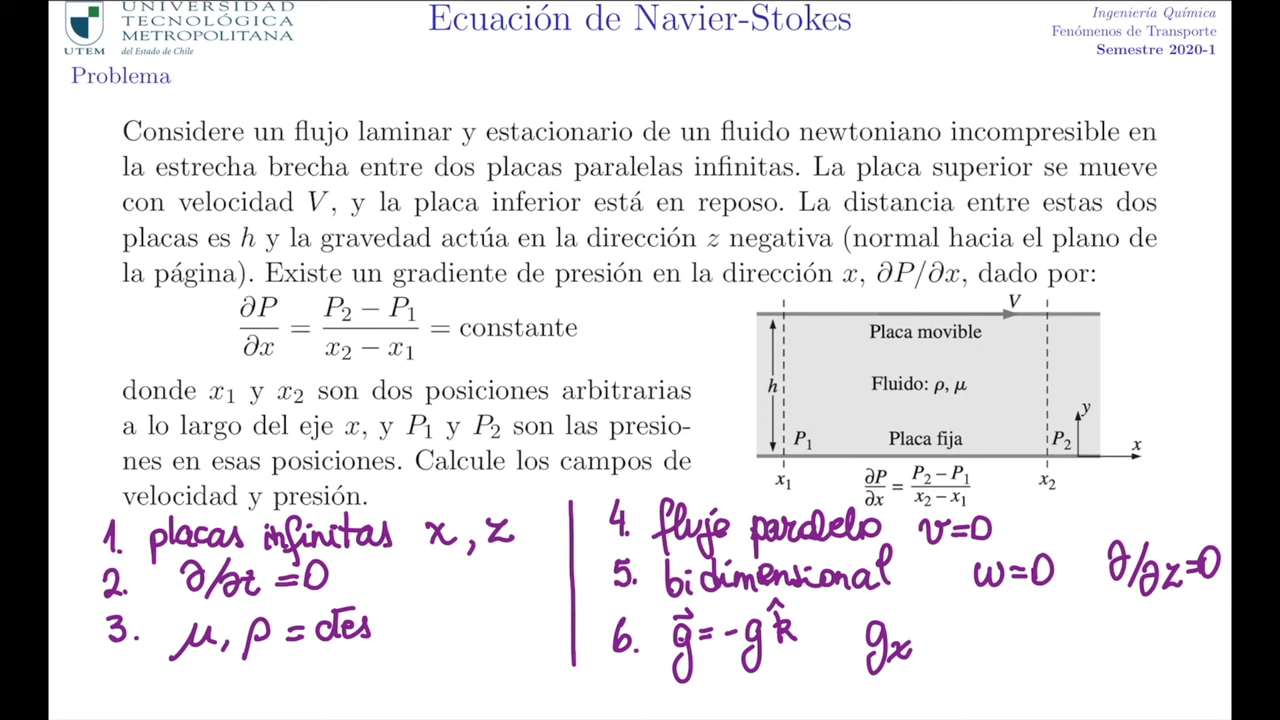 UNIVERSIDAD
TECNOLÓGICA
METROPOLITANA
UTEM del Estado de Chile
Ecuación de Navier-Stokes
Ingeniería Química
Fenómenos de Transporte
Semestre 2020-1
Problema
Considere un flujo laminar y estacionario de un fluido newtoniano incompresible en
la estrecha brecha entre dos placas paralelas infinitas. La placa superior se mueve
con velocidad V, y la placa inferior está en reposo. La distancia entre estas dos
placas es h y la gravedad actúa en la dirección z negativa (normal hacia el plano de
la página). Existe un gradiente de presión en la dirección x, ∂P/∂x, dado por:
∂P/∂x = (P₂ − P₁)/(x₂ − x₁) = constante
donde x₁ y x₂ son dos posiciones arbitrarias
a lo largo del eje x, y P₁ y P₂ son las presio-
nes en esas posiciones. Calcule los campos de
velocidad y presión.
V
Placa movible
h
Fluido: ρ, μ
y
P₁
Placa fija
P₂
x
x₁
∂P/∂x = (P₂ − P₁)/(x₂ − x₁)
x₂
1. placas infinitas x, z
2. ∂/∂t = 0
3. μ, ρ = ctes
4. flujo paralelo v=0
5. bidimensional w=0 ∂/∂z=0
6. g⃗ = -g k̂ gₓ